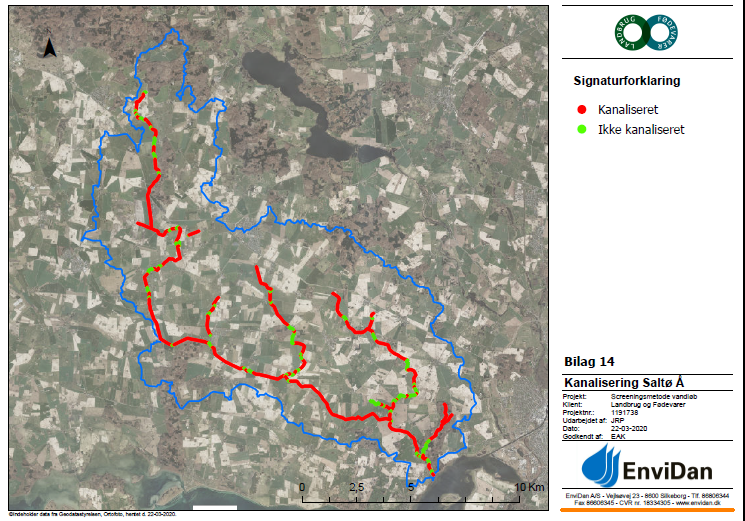 LANDBRUG FØDEVARER
Signaturforklaring
Kanaliseret
Ikke kanaliseret
0 2,5 5 10 Km
Bilag 14
Kanalisering Saltø Å
Projekt: Screeningsmetode vandløb
Klient: Landbrug og Fødevarer
Projektnr.: 1191738
Udarbejdet af: JRP
Dato: 22-03-2020
Godkendt af: EAK
EnviDan
EnviDan A/S - Vejlsøvej 23 - 8600 Silkeborg - Tlf. 86806344
Fax 86806345 - CVR nr. 18334305 - www.envidan.dk
©Indeholder data fra Geodatastyrelsen, Ortofoto, hentet d. 22-03-2020.